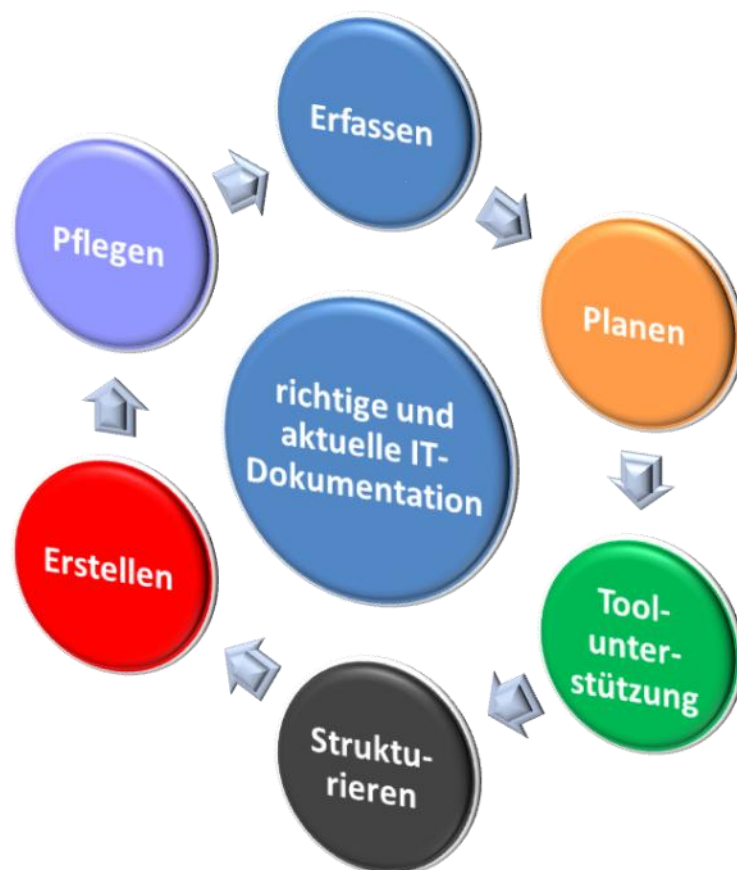 Erfassen
Planen
Tool-
unter-
stützung
Struktu-
rieren
Erstellen
Pflegen
richtige und
aktuelle IT-
Dokumentation